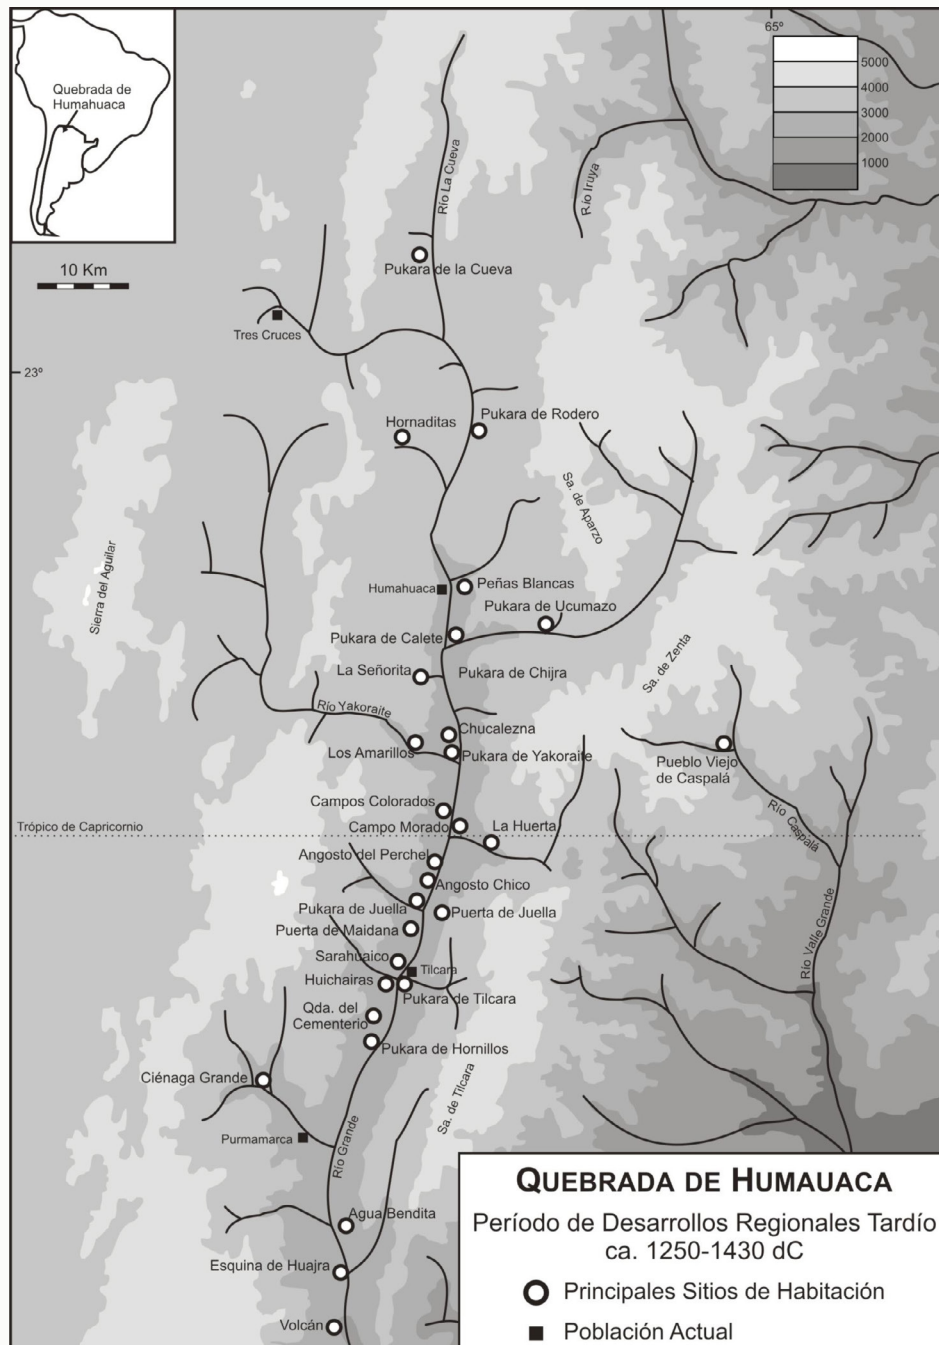 65º
Quebrada de
Humahuaca
5000
4000
3000
2000
1000
Río La Cueva
Río Iruya
Pukara de la Cueva
10 Km
Tres Cruces
23º
Hornaditas
Pukara de Rodero
Sa. de Aparzo
Sierra del Aguilar
Humahuaca
Peñas Blancas
Pukara de Ucumazo
Pukara de Calete
La Señorita
Pukara de Chijra
Sa. de Zenta
Río Yakoraite
Chucalezna
Los Amarillos
Pukara de Yakoraite
Pueblo Viejo
de Caspalá
Campos Colorados
Trópico de Capricornio
Campo Morado
La Huerta
Río Caspalá
Angosto del Perchel
Angosto Chico
Pukara de Juella
Puerta de Juella
Puerta de Maidana
Río Valle Grande
Sarahuaico
Tilcara
Huichairas
Pukara de Tilcara
Qda. del
Cementerio
Pukara de Hornillos
Ciénaga Grande
Sa. de Tilcara
Purmamarca
Río Grande
Agua Bendita
Esquina de Huajra
Volcán
QUEBRADA DE HUMAUACA
Período de Desarrollos Regionales Tardío
ca. 1250-1430 dC
Principales Sitios de Habitación
Población Actual